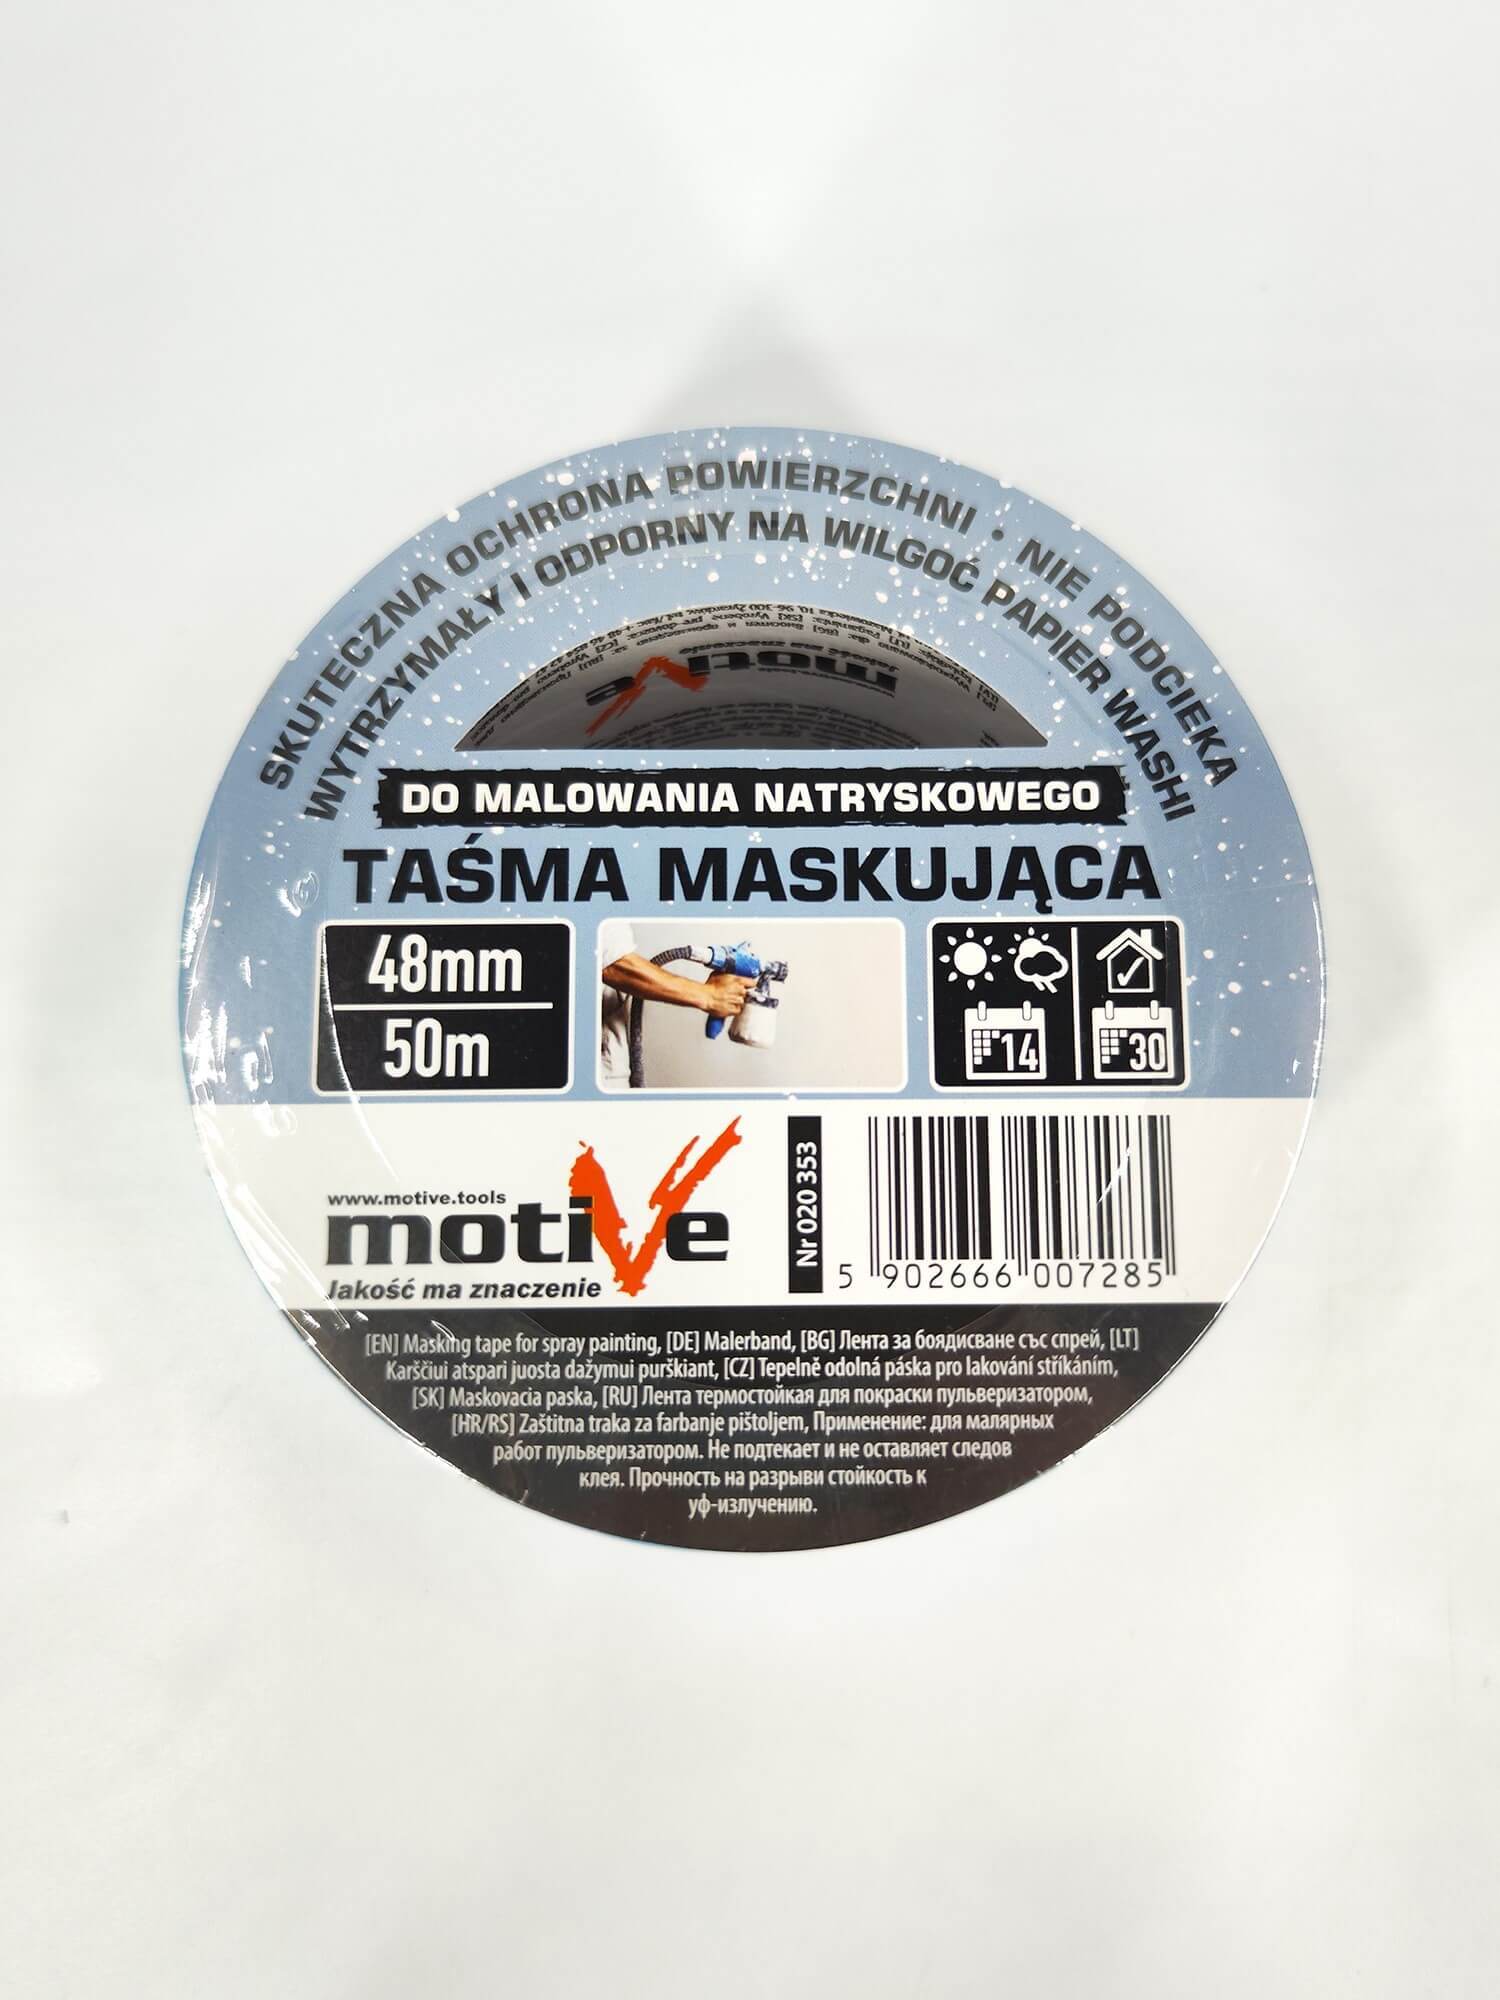 SKUTECZNA OCHRONA POWIERZCHNI • NIE PODCIEKA
WYTRZYMAŁY I ODPORNY NA WILGOĆ PAPIER WASHI
DO MALOWANIA NATRYSKOWEGO
TAŚMA MASKUJĄCA
48mm
50m
14
30
www.motive.tools
motive
Jakość ma znaczenie
Nr 020 353
5 902666 007285
[EN] Masking tape for spray painting, [DE] Malerband, [BG] Лента за боядисване със спрей, [LT]
Karščiui atspari juosta dažymui purškiant, [CZ] Tepelně odolná páska pro lakování stříkáním,
[SK] Maskovacia paska, [RU] Лента термостойкая для покраски пульверизатором,
[HR/RS] Zaštitna traka za farbanje pištoljem, Применение: для малярных
работ пульверизатором. Не подтекает и не оставляет следов
клея. Прочность на разрыви стойкость к
уф-излучению.